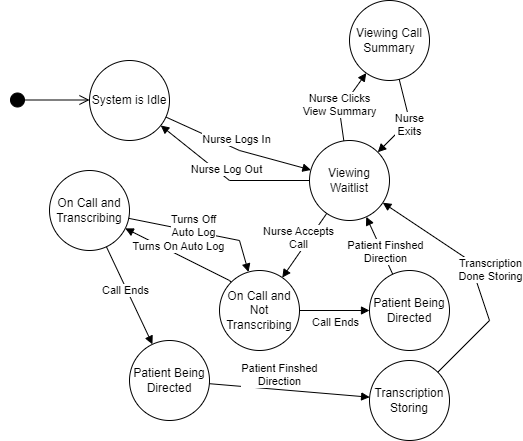 Viewing Call
Summary
System is Idle
Nurse Clicks
View Summary
Nurse
Exits
Nurse Logs In
Nurse Log Out
Viewing
Waitlist
On Call and
Transcribing
Turns Off
Auto Log
Turns On Auto Log
Nurse Accepts
Call
Patient Finshed
Direction
Transcription
Done Storing
Call Ends
On Call and
Not
Transcribing
Call Ends
Patient Being
Directed
Patient Being
Directed
Patient Finshed
Direction
Transcription
Storing